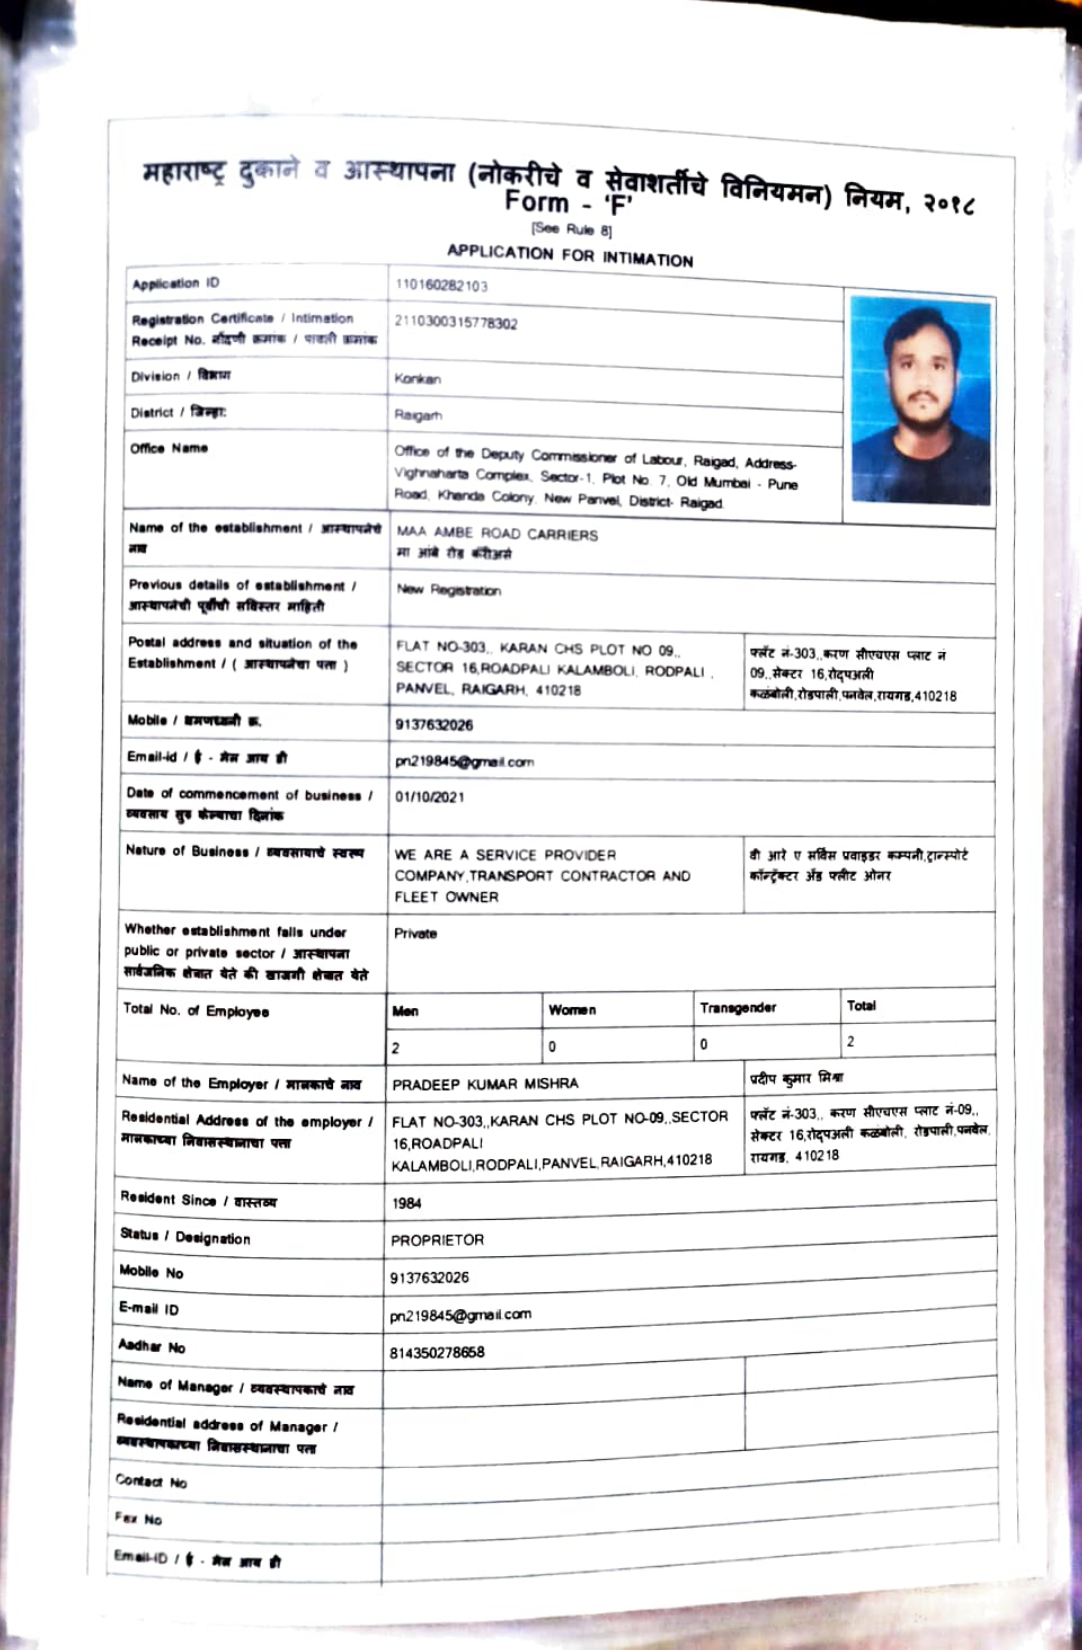 महाराष्ट्र दुकाने व आस्थापना (नोकरीचे व सेवाशर्तीचे विनियमन) नियम, २०१८
Form - 'F'
[See Rule 8]
APPLICATION FOR INTIMATION
Application ID
110160282103
Registration Certificate / Intimation
Receipt No. नोंदणी क्रमांक / पावती क्रमांक
2110300315778302
Division / विभाग
Konkan
District / जिल्हा:
Raigarh
Office Name
Office of the Deputy Commissioner of Labour, Raigad, Address-
Vighnaharta Complex, Sector-1, Plot No. 7, Old Mumbai - Pune
Road, Khanda Colony, New Panvel, District- Raigad.
Name of the establishment / आस्थापनेचे
नाव
MAA AMBE ROAD CARRIERS
मा आंबे रोड कॅरीअर्स
Previous details of establishment /
आस्थापनेची पूर्वीची सविस्तर माहिती
New Registration
Postal address and situation of the
Establishment / ( आस्थापनेचा पत्ता )
FLAT NO-303,, KARAN CHS PLOT NO 09,,
SECTOR 16,ROADPALI KALAMBOLI, RODPALI ,
PANVEL, RAIGARH, 410218
फ्लॅट नं-303,,करण सीएचएस प्लाट नं
09,,सेक्टर 16,रोद्पअली
कळंबोली,रोडपाली,पनवेल,रायगड,410218
Mobile / भ्रमणध्वनी क्र.
9137632026
Email-id / ई - मेल आय डी
pn219845@gmail.com
Date of commencement of business /
व्यवसाय सुरु केल्याचा दिनांक
01/10/2021
Nature of Business / व्यवसायाचे स्वरूप
WE ARE A SERVICE PROVIDER
COMPANY,TRANSPORT CONTRACTOR AND
FLEET OWNER
वी आरे ए सर्विस प्रवाइडर कम्पनी,ट्रान्स्पोर्ट
कॉन्ट्रॅक्टर अँड फ्लीट ओनर
Whether establishment falls under
public or private sector / आस्थापना
सार्वजनिक क्षेत्रात येते की खाजगी क्षेत्रात येते
Private
Total No. of Employee
Men
Women
Transgender
Total
2
0
0
2
Name of the Employer / मालकाचे नाव
PRADEEP KUMAR MISHRA
प्रदीप कुमार मिश्रा
Residential Address of the employer /
मालकाच्या निवासस्थानाचा पत्ता
FLAT NO-303,,KARAN CHS PLOT NO-09,,SECTOR
16,ROADPALI
KALAMBOLI,RODPALI,PANVEL,RAIGARH,410218
फ्लॅट नं-303,, करण सीएचएस प्लाट नं-09,,
सेक्टर 16,रोद्पअली कळंबोली, रोडपाली,पनवेल,
रायगड, 410218
Resident Since / वास्तव्य
1984
Status / Designation
PROPRIETOR
Mobile No
9137632026
E-mail ID
pn219845@gmail.com
Aadhar No
814350278658
Name of Manager / व्यवस्थापकाचे नाव
Residential address of Manager /
व्यवस्थापकाच्या निवासस्थानाचा पत्ता
Contact No
Fax No
Email-ID / ई - मेल आय डी